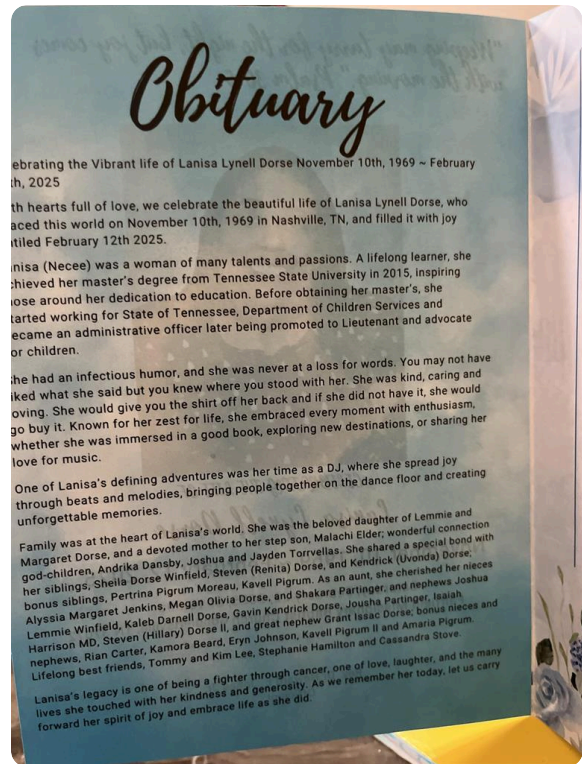 Obituary
ebrating the Vibrant life of Lanisa Lynell Dorse November 10th, 1969 ~ February
th, 2025
th hearts full of love, we celebrate the beautiful life of Lanisa Lynell Dorse, who
aced this world on November 10th, 1969 in Nashville, TN, and filled it with joy
ntiled February 12th 2025.
nisa (Necee) was a woman of many talents and passions. A lifelong learner, she
chieved her master's degree from Tennessee State University in 2015, inspiring
ose around her dedication to education. Before obtaining her master's, she
tarted working for State of Tennessee, Department of Children Services and
ecame an administrative officer later being promoted to Lieutenant and advocate
or children.
he had an infectious humor, and she was never at a loss for words. You may not have
iked what she said but you knew where you stood with her. She was kind, caring and
oving. She would give you the shirt off her back and if she did not have it, she would
go buy it. Known for her zest for life, she embraced every moment with enthusiasm,
whether she was immersed in a good book, exploring new destinations, or sharing her
love for music.
One of Lanisa's defining adventures was her time as a DJ, where she spread joy
through beats and melodies, bringing people together on the dance floor and creating
unforgettable memories.
Family was at the heart of Lanisa's world. She was the beloved daughter of Lemmie and
Margaret Dorse, and a devoted mother to her step son, Malachi Elder; wonderful connection
god-children, Andrika Dansby, Joshua and Jayden Torrvellas. She shared a special bond with
her siblings, Sheila Dorse Winfield, Steven (Renita) Dorse, and Kendrick (Uvonda) Dorse;
bonus siblings, Pertrina Pigrum Moreau, Kavell Pigrum. As an aunt, she cherished her nieces
Alyssia Margaret Jenkins, Megan Olivia Dorse, and Shakara Partinger, and nephews Joshua
Lemmie Winfield, Kaleb Darnell Dorse, Gavin Kendrick Dorse, Jousha Partinger, Isaiah
Harrison MD, Steven (Hillary) Dorse II, and great nephew Grant Issac Dorse; bonus nieces and
nephews, Rian Carter, Kamora Beard, Eryn Johnson, Kavell Pigrum II and Amaria Pigrum.
Lifelong best friends, Tommy and Kim Lee, Stephanie Hamilton and Cassandra Stove.
Lanisa's legacy is one of being a fighter through cancer, one of love, laughter, and the many
lives she touched with her kindness and generosity. As we remember her today, let us carry
forward her spirit of joy and embrace life as she did.